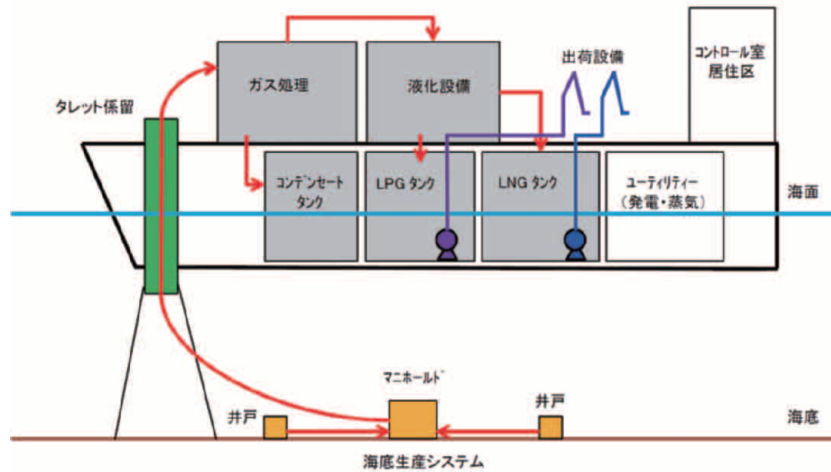 コントロール室
居住区
出荷設備
ガス処理
液化設備
タレット係留
コンデンセート
タンク
LPG タンク
LNG タンク
ユーティリティー
(発電・蒸気)
海面
マニホールド
井戸
井戸
海底
海底生産システム